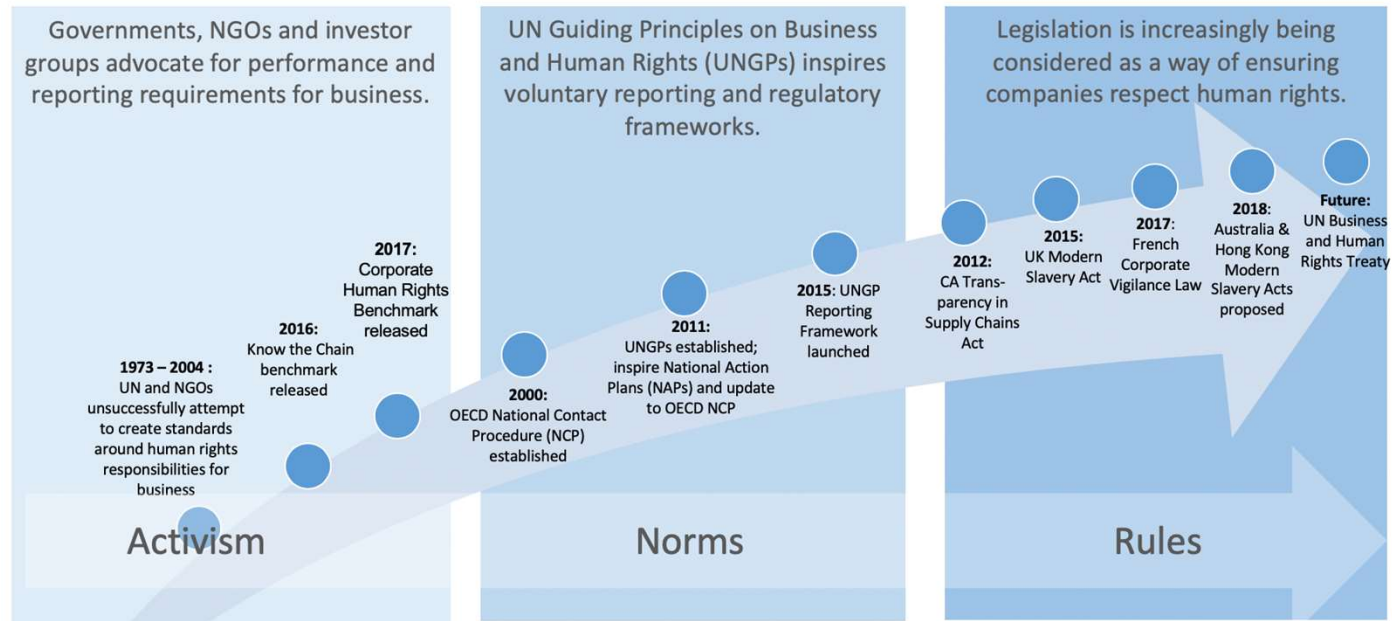 Governments, NGOs and investor
groups advocate for performance and
reporting requirements for business.
UN Guiding Principles on Business
and Human Rights (UNGPs) inspires
voluntary reporting and regulatory
frameworks.
Legislation is increasingly being
considered as a way of ensuring
companies respect human rights.
1973 – 2004 :
UN and NGOs
unsuccessfully attempt
to create standards
around human rights
responsibilities for
business
2016:
Know the Chain
benchmark
released
2017:
Corporate
Human Rights
Benchmark
released
2000:
OECD National Contact
Procedure (NCP)
established
2011:
UNGPs established;
inspire National Action
Plans (NAPs) and update
to OECD NCP
2015: UNGP
Reporting
Framework
launched
2012:
CA Trans-
parency in
Supply Chains
Act
2015:
UK Modern
Slavery Act
2017:
French
Corporate
Vigilance Law
2018:
Australia &
Hong Kong
Modern
Slavery Acts
proposed
Future:
UN Business
and Human
Rights Treaty
Activism
Norms
Rules